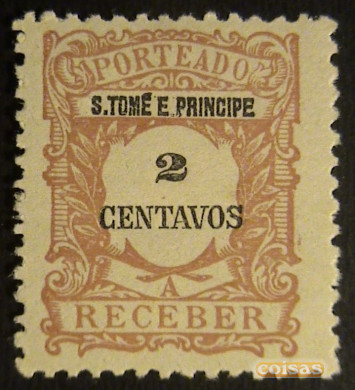 PORTEADO
S. TOMÉ E PRINCIPE
2
CENTAVOS
A
RECEBER
coisas